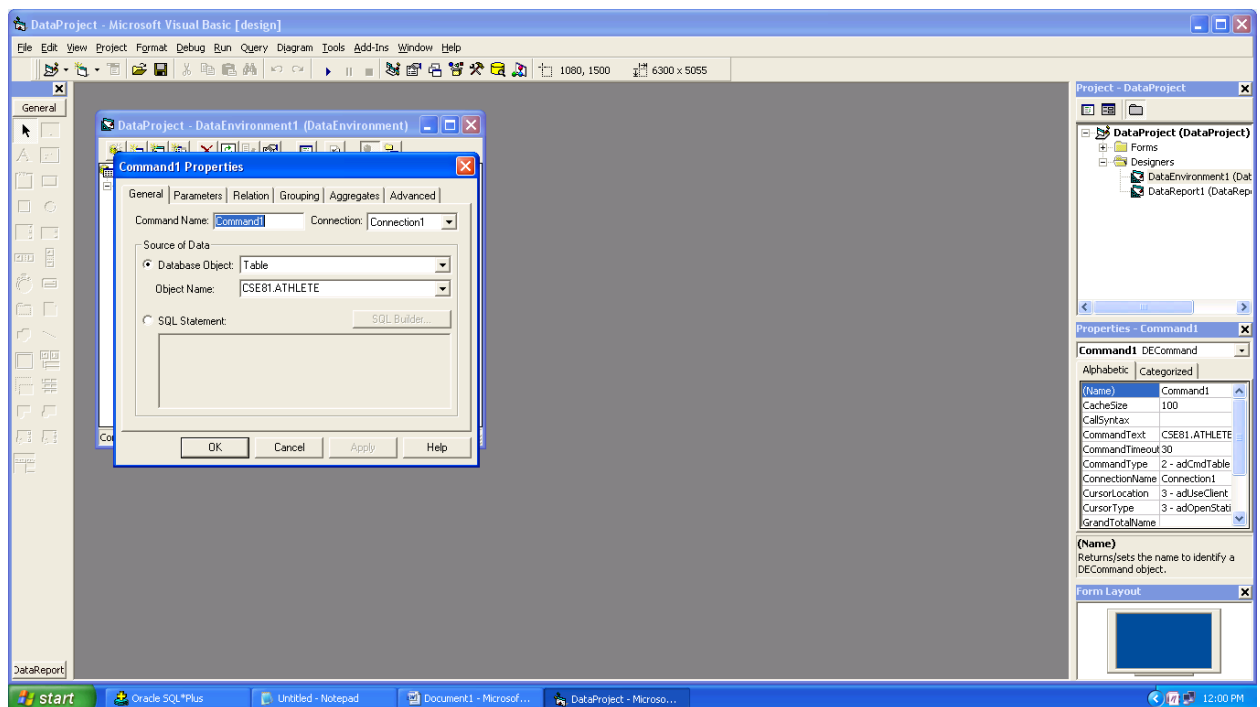 DataProject - Microsoft Visual Basic [design]
File Edit View Project Format Debug Run Query Diagram Tools Add-Ins Window Help
1080, 1500 6300 x 5055
General
DataReport
DataProject - DataEnvironment1 (DataEnvironment)
Command1 Properties
General Parameters Relation Grouping Aggregates Advanced
Command Name: Command1 Connection: Connection1
Source of Data
Database Object: Table
Object Name: CSE81.ATHLETE
SQL Statement: SQL Builder...
OK Cancel Apply Help
Project - DataProject
DataProject (DataProject)
Forms
Designers
DataEnvironment1 (Dat
DataReport1 (DataRep
Properties - Command1
Command1 DECommand
Alphabetic Categorized
(Name) Command1
CacheSize 100
CallSyntax
CommandText CSE81.ATHLETE
CommandTimeout 30
CommandType 2 - adCmdTable
ConnectionName Connection1
CursorLocation 3 - adUseClient
CursorType 3 - adOpenStati
GrandTotalName
(Name)
Returns/sets the name to identify a
DECommand object.
Form Layout
start Oracle SQL*Plus Untitled - Notepad Document1 - Microsof... DataProject - Microso... 12:00 PM